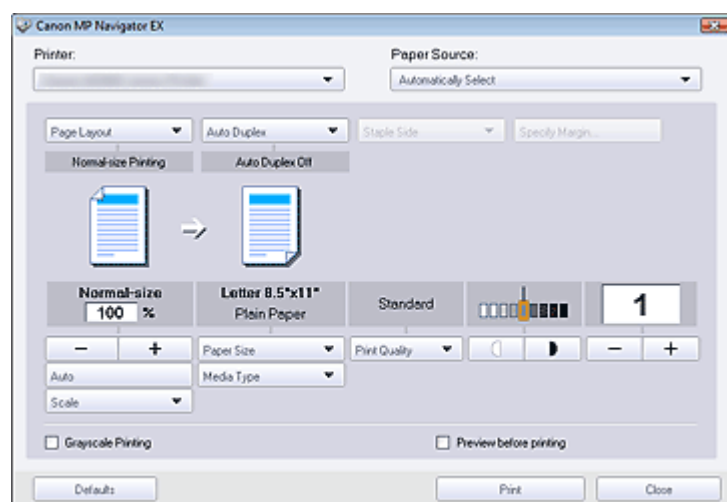 Canon MP Navigator EX
Printer:
Paper Source:
Automatically Select
Page Layout
Auto Duplex
Staple Side
Specify Margin...
Normal-size Printing
Auto Duplex Off
Normal-size
100 %
Letter 8.5"x11"
Plain Paper
Standard
1
Paper Size
Print Quality
Auto
Media Type
Scale
Grayscale Printing
Preview before printing
Defaults
Print
Close